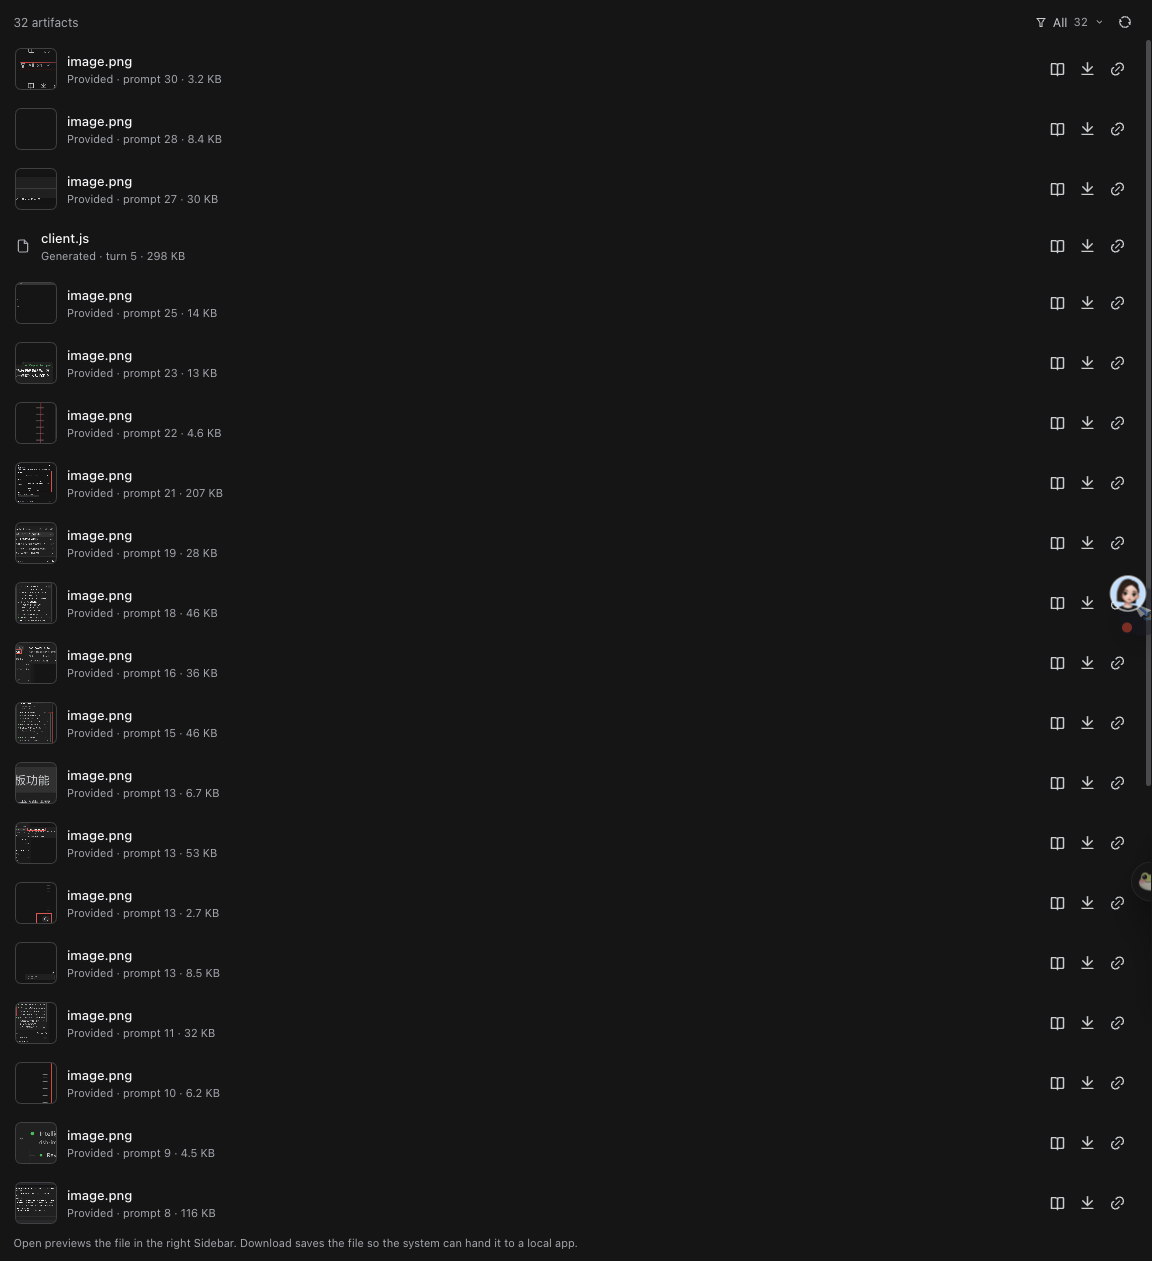 32 artifacts
All 32
image.png
Provided · prompt 30 · 3.2 KB
image.png
Provided · prompt 28 · 8.4 KB
image.png
Provided · prompt 27 · 30 KB
client.js
Generated · turn 5 · 298 KB
image.png
Provided · prompt 25 · 14 KB
image.png
Provided · prompt 23 · 13 KB
image.png
Provided · prompt 22 · 4.6 KB
image.png
Provided · prompt 21 · 207 KB
image.png
Provided · prompt 19 · 28 KB
image.png
Provided · prompt 18 · 46 KB
image.png
Provided · prompt 16 · 36 KB
image.png
Provided · prompt 15 · 46 KB
板功能
image.png
Provided · prompt 13 · 6.7 KB
image.png
Provided · prompt 13 · 53 KB
image.png
Provided · prompt 13 · 2.7 KB
image.png
Provided · prompt 13 · 8.5 KB
image.png
Provided · prompt 11 · 32 KB
image.png
Provided · prompt 10 · 6.2 KB
image.png
Provided · prompt 9 · 4.5 KB
image.png
Provided · prompt 8 · 116 KB
Open previews the file in the right Sidebar. Download saves the file so the system can hand it to a local app.